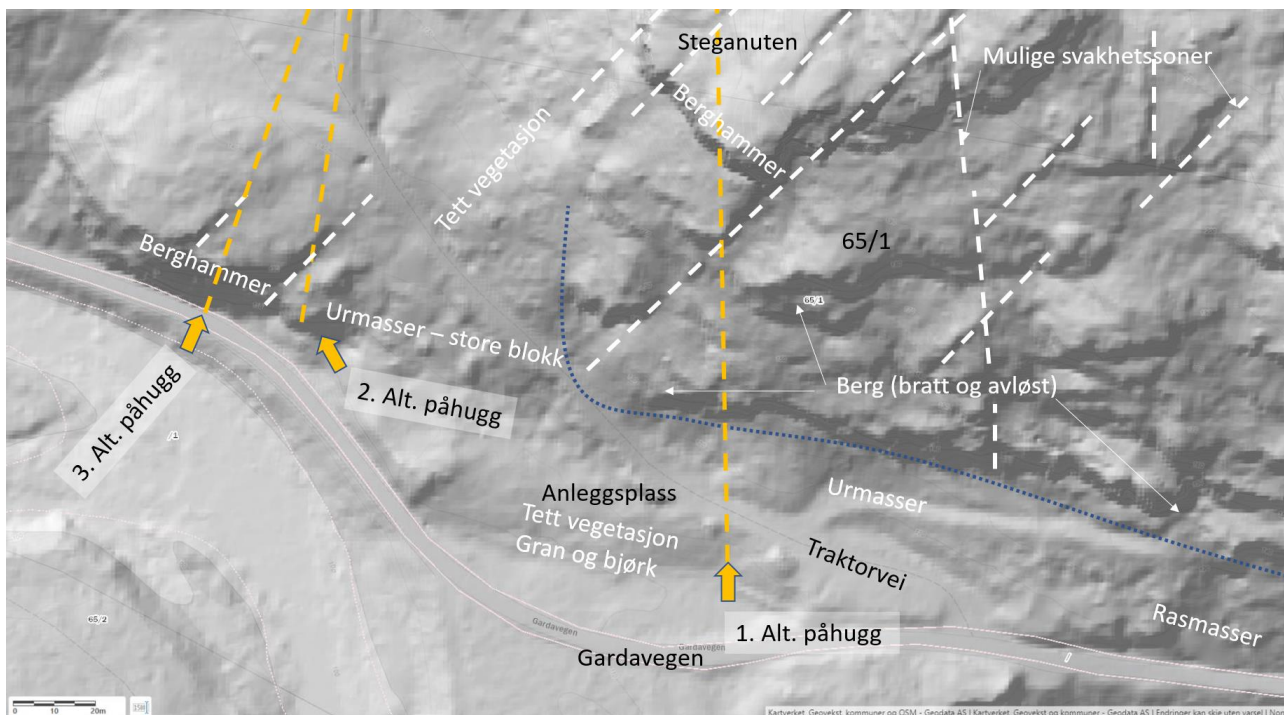 Steganuten
Mulige svakhetssoner
Berghammer
Tett vegetasjon
65/1
Berghammer
65/1
Urmasser – store blokk
Berg (bratt og avløst)
2. Alt. påhugg
3. Alt. påhugg
/1
Anleggsplass
Urmasser
Tett vegetasjon
Gran og bjørk
Traktorvei
Rasmasser
65/2
Gardavegen
1. Alt. påhugg
Gardavegen
Gardavegen
0 10 20m
Kartverket, Geovekst, kommuner og OSM - Geodata AS | Kartverket, Geovekst og kommuner - Geodata AS | Endringer kan skje uten varsel | Nor